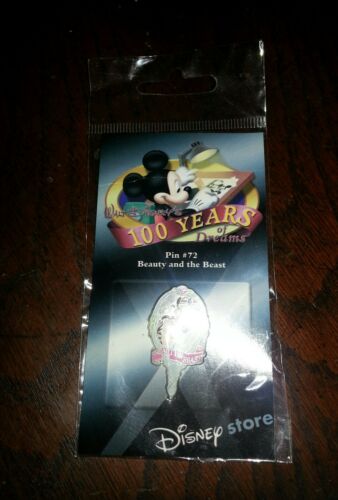 Walt Disney's
100 YEARS
of
Dreams
Pin #72
Beauty and the Beast
Disney store